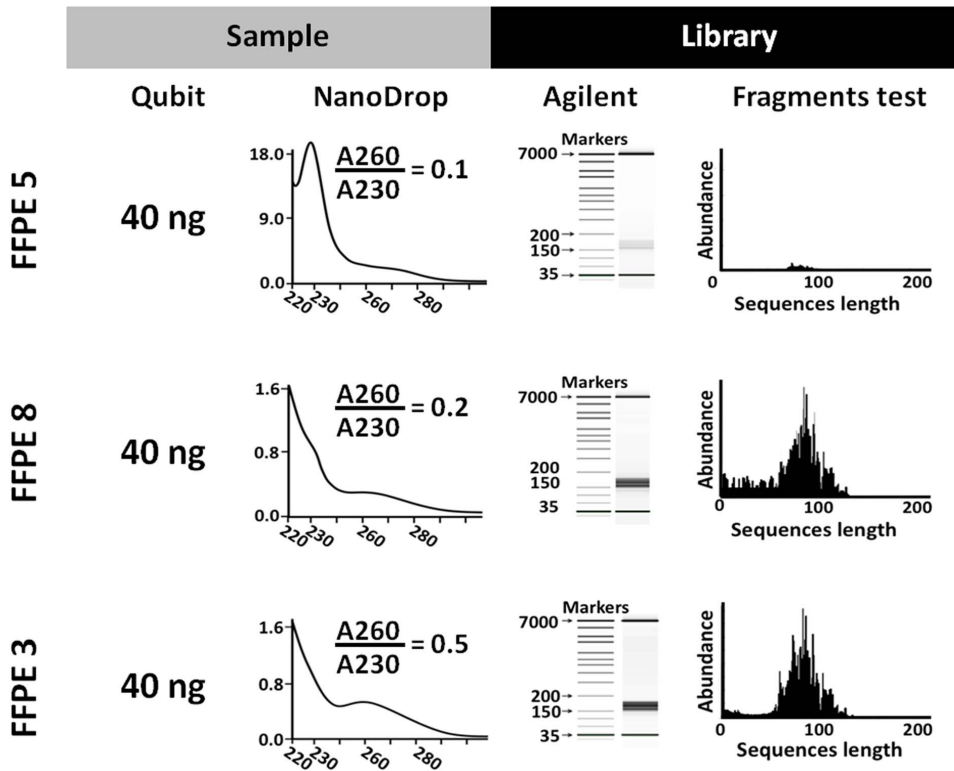 Sample Library
Qubit NanoDrop Agilent Fragments test
FFPE 5
40 ng
18.0
9.0
0.0
220 230 260 280
A260
A230
= 0.1
Markers
7000
200
150
35
Abundance
0 100 200
Sequences length
FFPE 8
40 ng
1.6
0.8
0.0
220 230 260 280
A260
A230
= 0.2
Markers
7000
200
150
35
Abundance
0 100 200
Sequences length
FFPE 3
40 ng
1.6
0.8
0.0
220 230 260 280
A260
A230
= 0.5
Markers
7000
200
150
35
Abundance
0 100 200
Sequences length